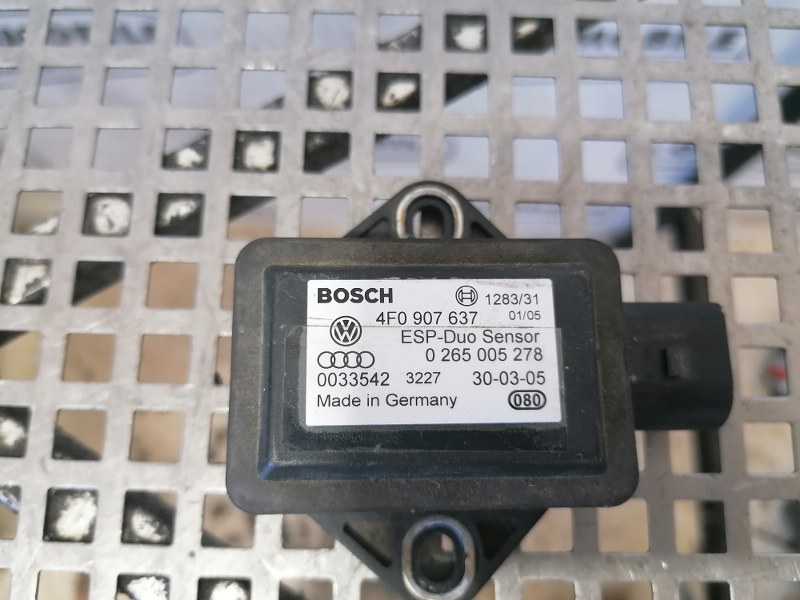 BOSCH
1283/31
4F0 907 637
01/05
ESP-Duo Sensor
0 265 005 278
0033542 3227 30-03-05
Made in Germany
080